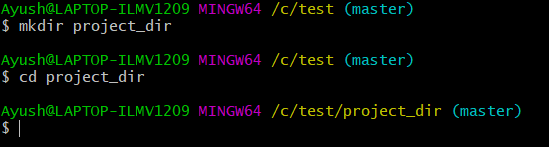 Ayush@LAPTOP-ILMV1209 MINGW64 /c/test (master)
$ mkdir project_dir
Ayush@LAPTOP-ILMV1209 MINGW64 /c/test (master)
$ cd project_dir
Ayush@LAPTOP-ILMV1209 MINGW64 /c/test/project_dir (master)
$